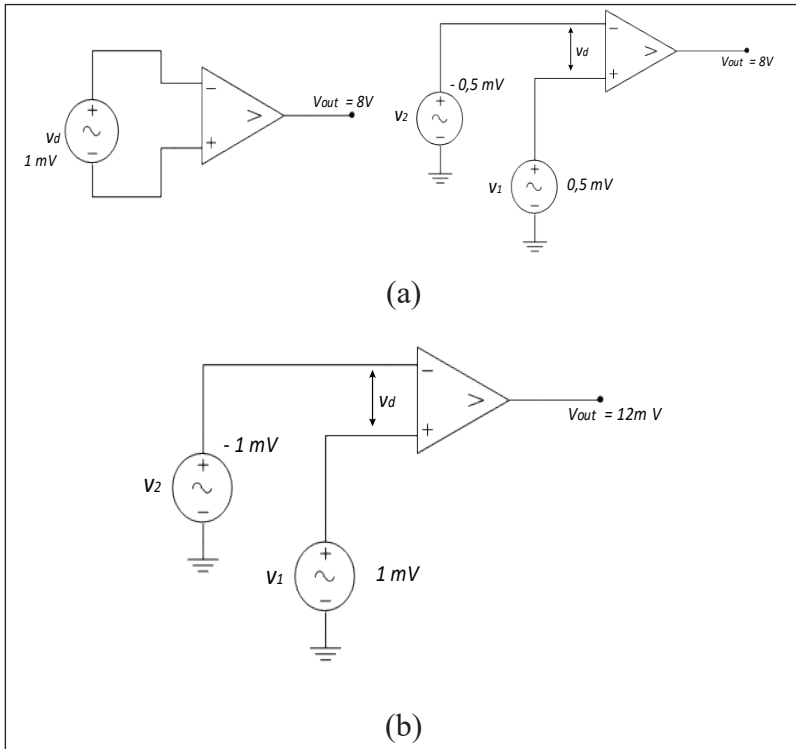 Vout = 8V
vd
1 mV
+
−
−
+
>
- 0,5 mV
v2
+
−
vd
−
+
>
Vout = 8V
v1
+
−
0,5 mV
(a)
- 1 mV
v2
+
−
vd
−
+
>
Vout = 12m V
v1
+
−
1 mV
(b)